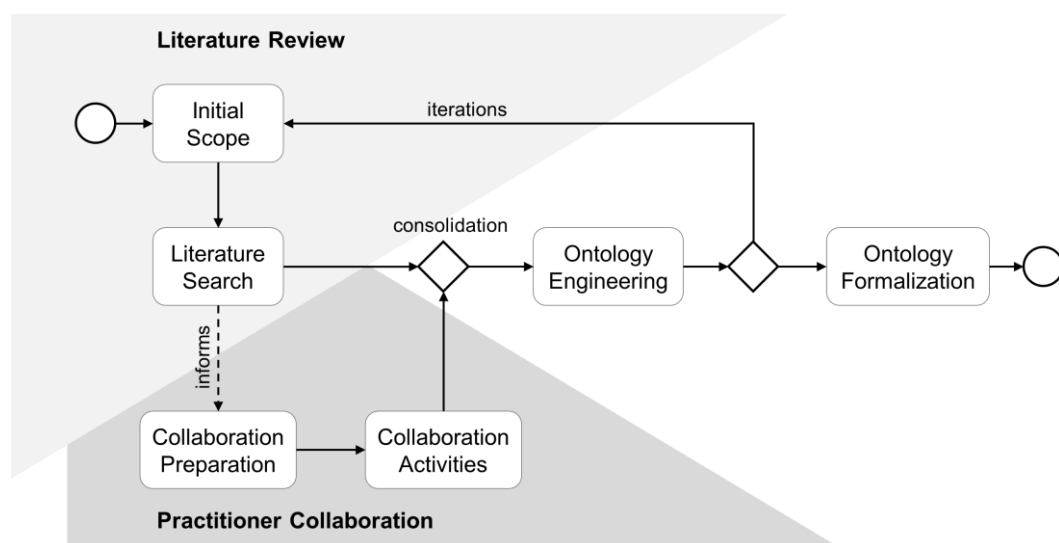 Literature Review
Initial
Scope
iterations
consolidation
Literature
Search
Ontology
Engineering
Ontology
Formalization
informs
Collaboration
Preparation
Collaboration
Activities
Practitioner Collaboration